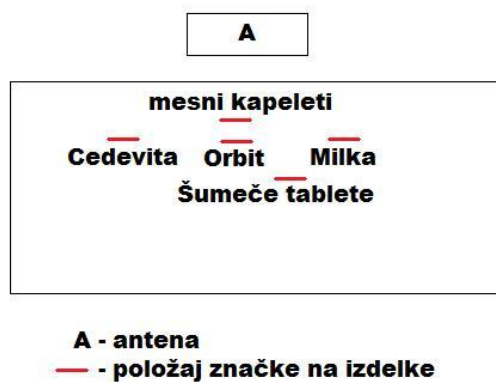 A
mesni kapeleti
Cedevita Orbit Milka
Šumeče tablete
A - antena
- položaj značke na izdelke